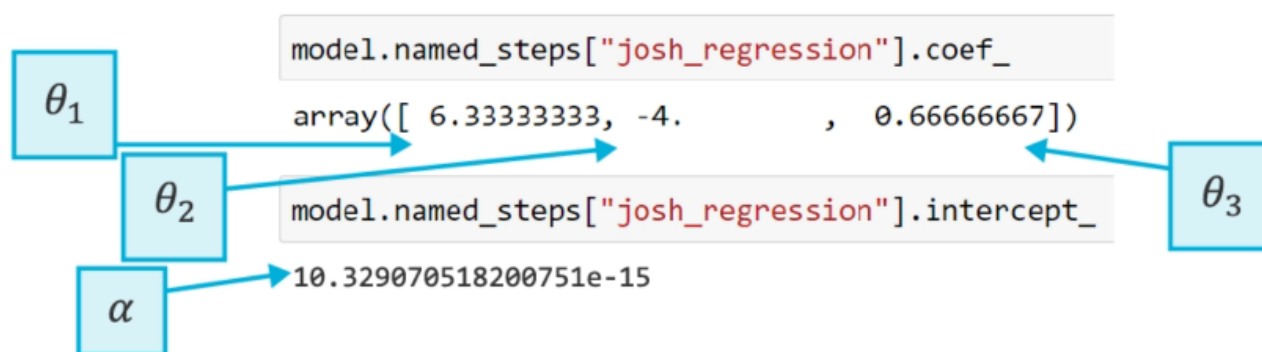 model.named_steps["josh_regression"].coef_
θ₁
array([ 6.33333333, -4.        ,  0.66666667])
θ₂
model.named_steps["josh_regression"].intercept_
θ₃
10.329070518200751e-15
α